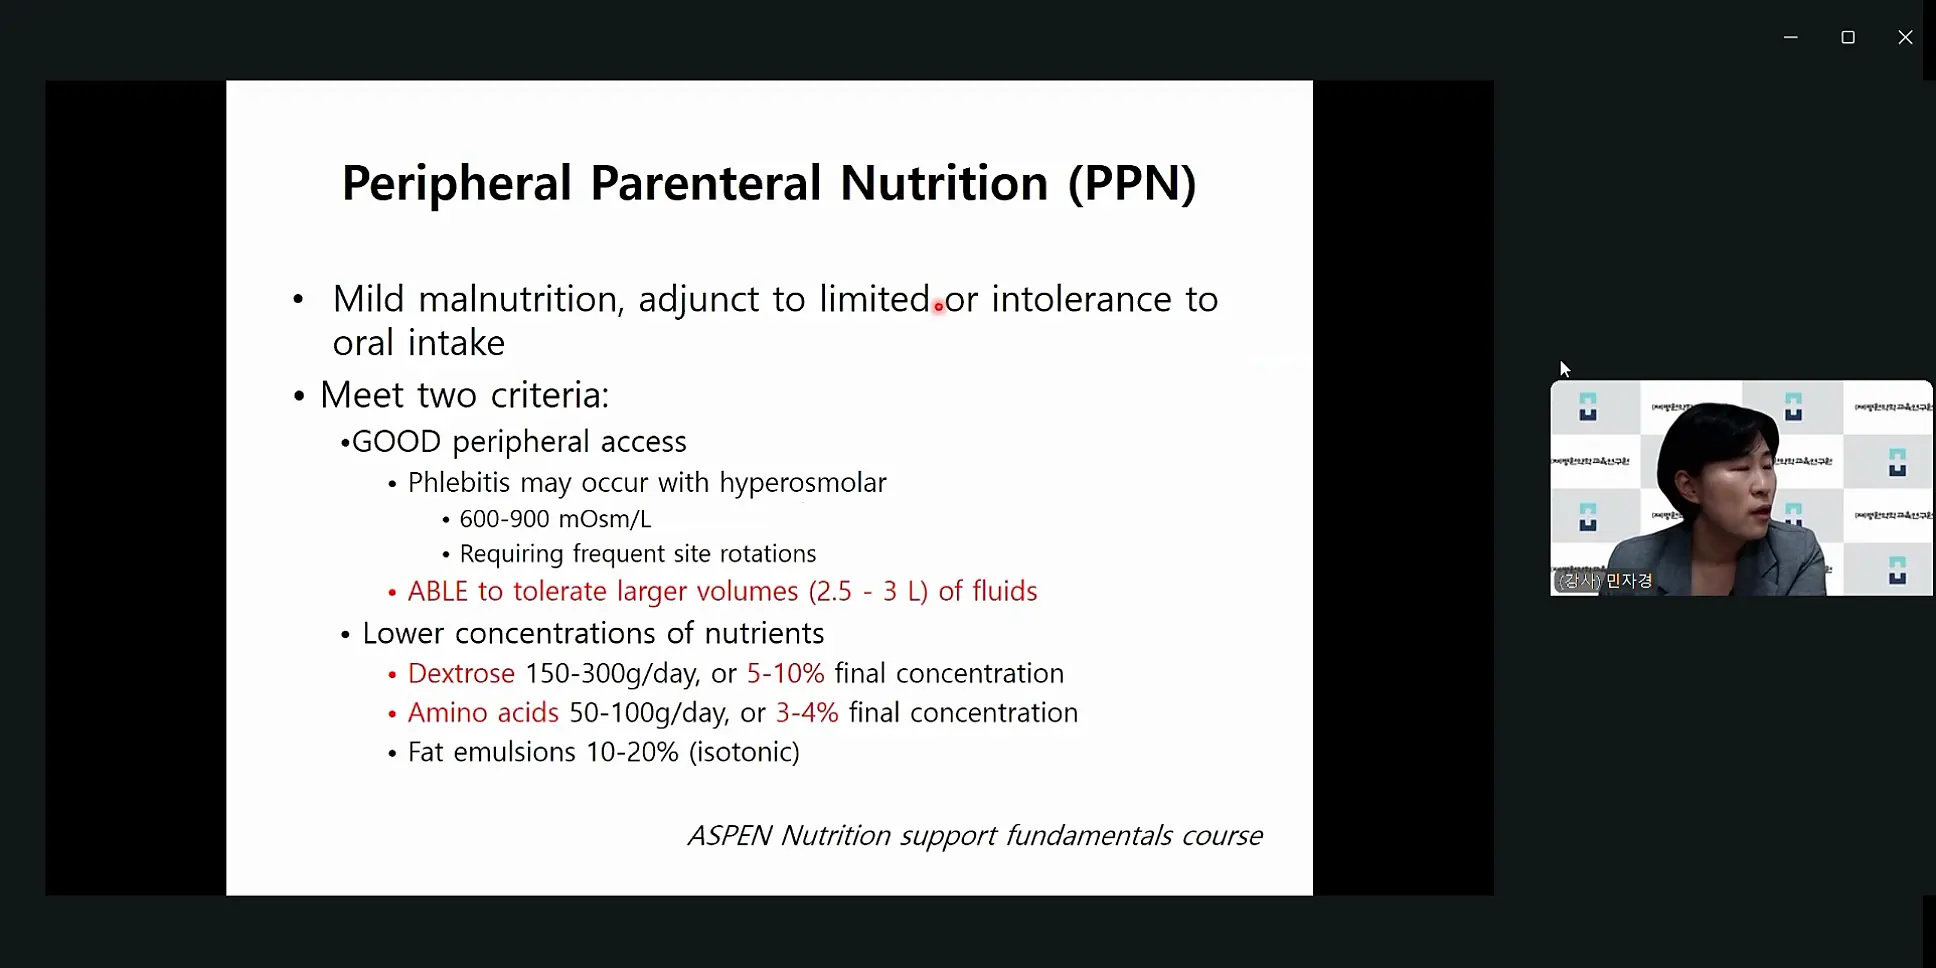 Peripheral Parenteral Nutrition (PPN)
• Mild malnutrition, adjunct to limited or intolerance to
oral intake
• Meet two criteria:
•GOOD peripheral access
• Phlebitis may occur with hyperosmolar
• 600-900 mOsm/L
• Requiring frequent site rotations
• ABLE to tolerate larger volumes (2.5 - 3 L) of fluids
• Lower concentrations of nutrients
• Dextrose 150-300g/day, or 5-10% final concentration
• Amino acids 50-100g/day, or 3-4% final concentration
• Fat emulsions 10-20% (isotonic)
ASPEN Nutrition support fundamentals course
(강사) 민자경